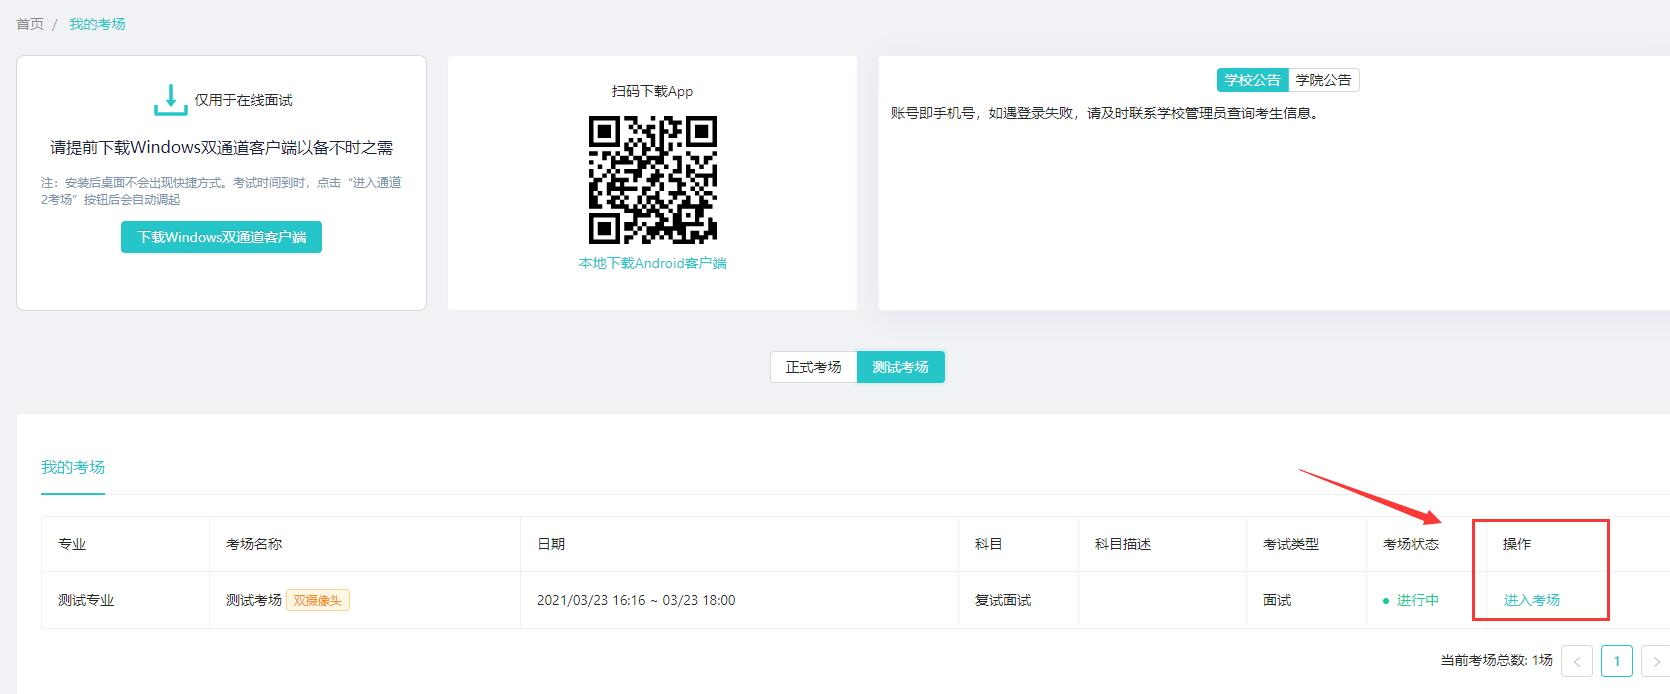 首页 / 我的考场
仅用于在线面试
请提前下载Windows双通道客户端以备不时之需
注：安装后桌面不会出现快捷方式。考试时间到时，点击“进入通道
2考场”按钮后会自动调起
下载Windows双通道客户端
扫码下载App
本地下载Android客户端
学校公告 学院公告
账号即手机号，如遇登录失败，请及时联系学校管理员查询考生信息。
正式考场 测试考场
我的考场
专业 考场名称 日期 科目 科目描述 考试类型 考场状态 操作
测试专业 测试考场 双摄像头 2021/03/23 16:16 ~ 03/23 18:00 复试面试 面试 进行中 进入考场
当前考场总数: 1场 < 1 >